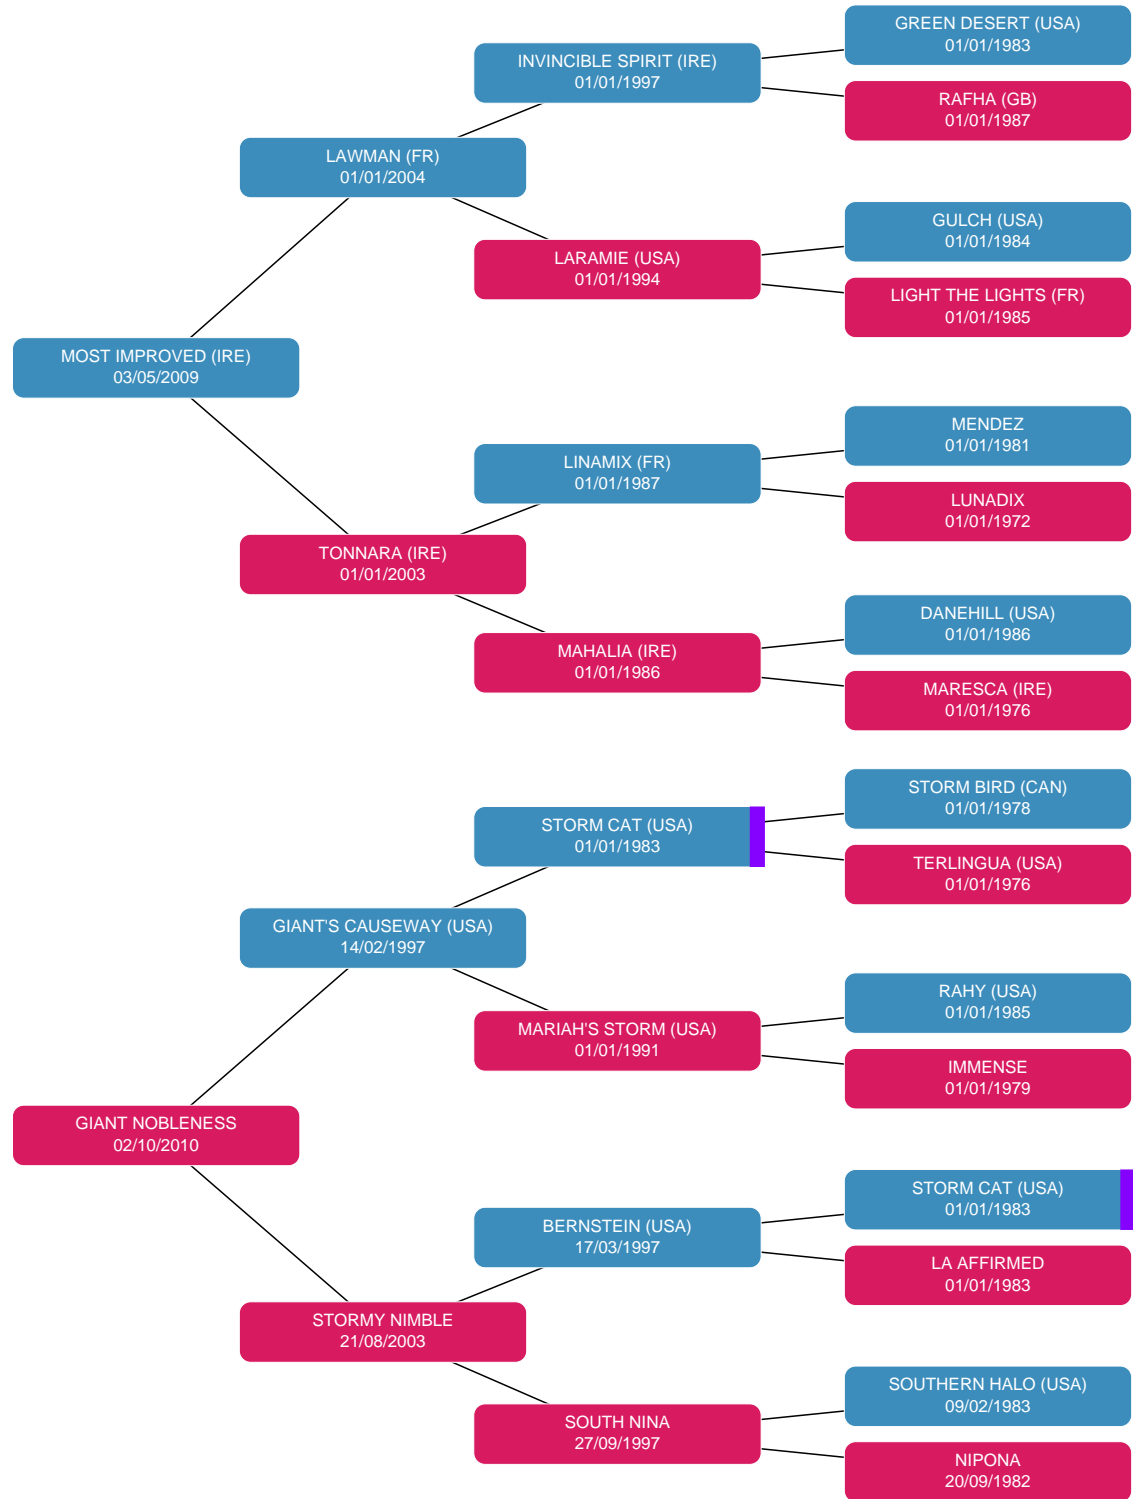 GREEN DESERT (USA)
01/01/1983
INVINCIBLE SPIRIT (IRE)
01/01/1997
RAFHA (GB)
01/01/1987
LAWMAN (FR)
01/01/2004
GULCH (USA)
01/01/1984
LARAMIE (USA)
01/01/1994
LIGHT THE LIGHTS (FR)
01/01/1985
MOST IMPROVED (IRE)
03/05/2009
MENDEZ
01/01/1981
LINAMIX (FR)
01/01/1987
LUNADIX
01/01/1972
TONNARA (IRE)
01/01/2003
DANEHILL (USA)
01/01/1986
MAHALIA (IRE)
01/01/1986
MARESCA (IRE)
01/01/1976
STORM BIRD (CAN)
01/01/1978
STORM CAT (USA)
01/01/1983
TERLINGUA (USA)
01/01/1976
GIANT'S CAUSEWAY (USA)
14/02/1997
RAHY (USA)
01/01/1985
MARIAH'S STORM (USA)
01/01/1991
IMMENSE
01/01/1979
GIANT NOBLENESS
02/10/2010
STORM CAT (USA)
01/01/1983
BERNSTEIN (USA)
17/03/1997
LA AFFIRMED
01/01/1983
STORMY NIMBLE
21/08/2003
SOUTHERN HALO (USA)
09/02/1983
SOUTH NINA
27/09/1997
NIPONA
20/09/1982